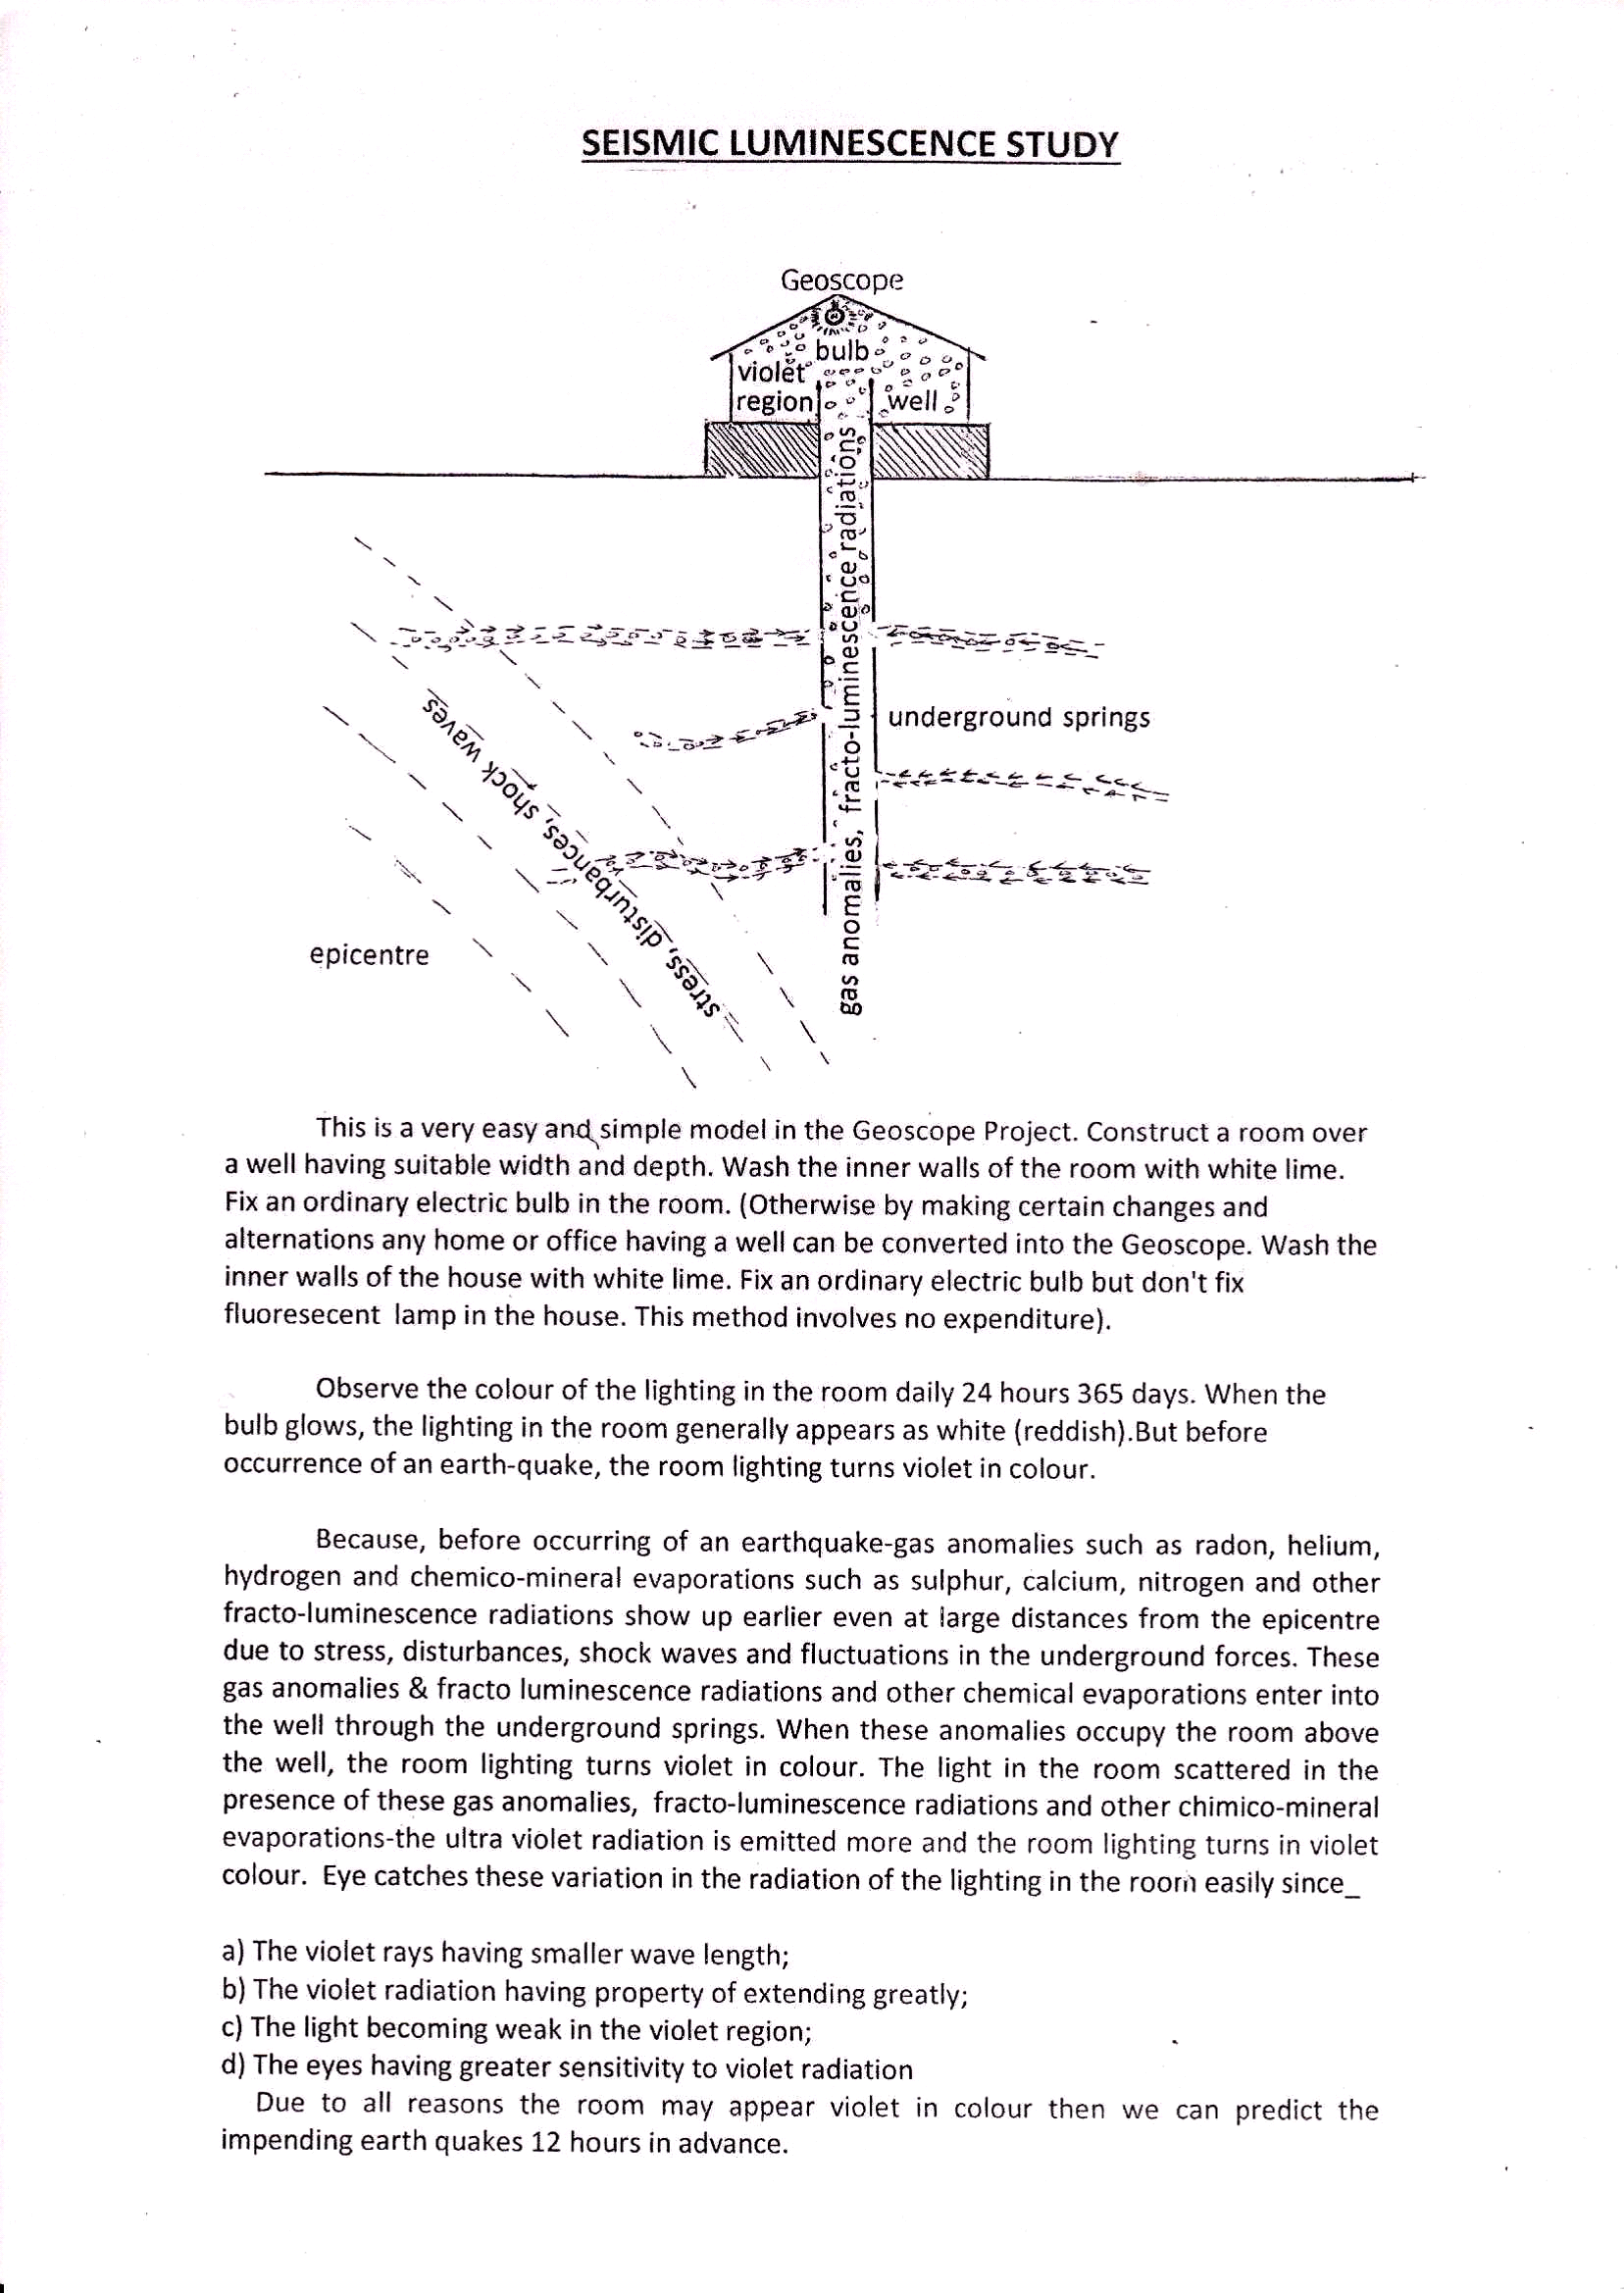 SEISMIC LUMINESCENCE STUDY
Geoscope
bulb
violet
region
well
gas anomalies, fracto-luminescence radiations
underground springs
stress, disturbances, shock waves
epicentre
This is a very easy and simple model in the Geoscope Project. Construct a room over
a well having suitable width and depth. Wash the inner walls of the room with white lime.
Fix an ordinary electric bulb in the room. (Otherwise by making certain changes and
alternations any home or office having a well can be converted into the Geoscope. Wash the
inner walls of the house with white lime. Fix an ordinary electric bulb but don't fix
fluoresecent lamp in the house. This method involves no expenditure).
Observe the colour of the lighting in the room daily 24 hours 365 days. When the
bulb glows, the lighting in the room generally appears as white (reddish).But before
occurrence of an earth-quake, the room lighting turns violet in colour.
Because, before occurring of an earthquake-gas anomalies such as radon, helium,
hydrogen and chemico-mineral evaporations such as sulphur, calcium, nitrogen and other
fracto-luminescence radiations show up earlier even at large distances from the epicentre
due to stress, disturbances, shock waves and fluctuations in the underground forces. These
gas anomalies & fracto luminescence radiations and other chemical evaporations enter into
the well through the underground springs. When these anomalies occupy the room above
the well, the room lighting turns violet in colour. The light in the room scattered in the
presence of these gas anomalies, fracto-luminescence radiations and other chimico-mineral
evaporations-the ultra violet radiation is emitted more and the room lighting turns in violet
colour. Eye catches these variation in the radiation of the lighting in the room easily since_
a) The violet rays having smaller wave length;
b) The violet radiation having property of extending greatly;
c) The light becoming weak in the violet region;
d) The eyes having greater sensitivity to violet radiation
Due to all reasons the room may appear violet in colour then we can predict the
impending earth quakes 12 hours in advance.